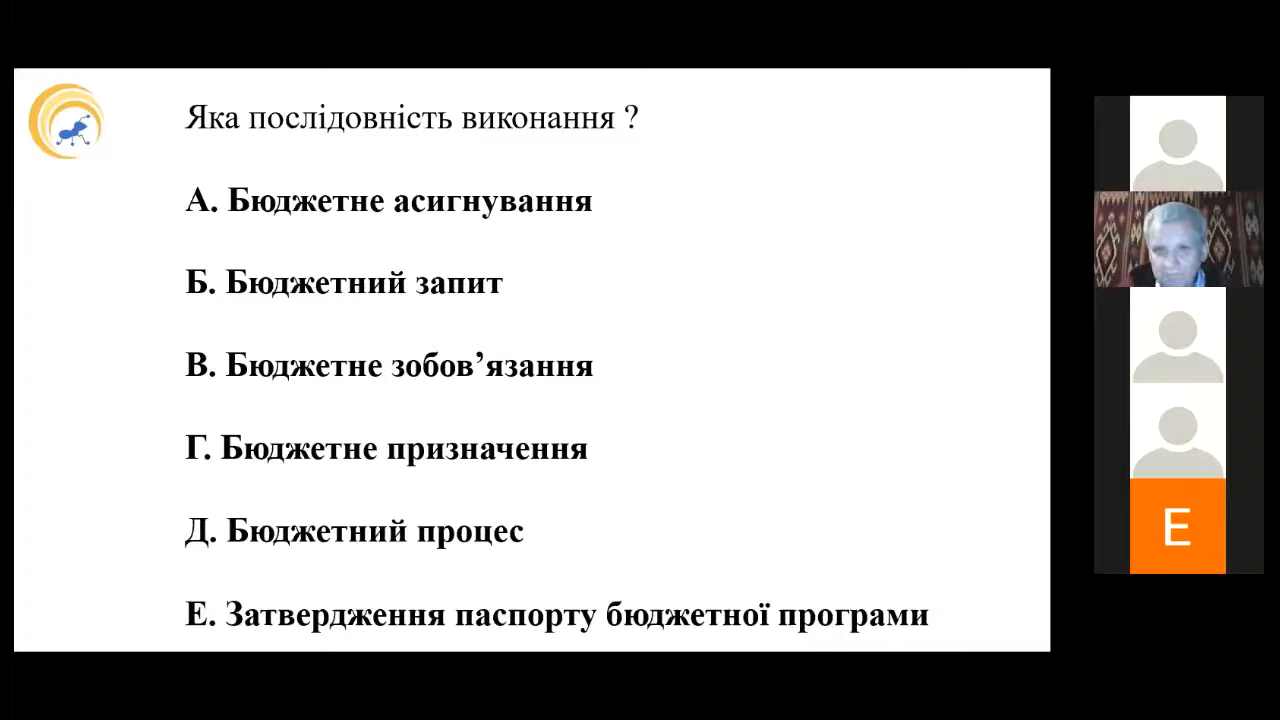 Яка послідовність виконання ?
А. Бюджетне асигнування
Б. Бюджетний запит
В. Бюджетне зобов’язання
Г. Бюджетне призначення
Д. Бюджетний процес
Е. Затвердження паспорту бюджетної програми
E